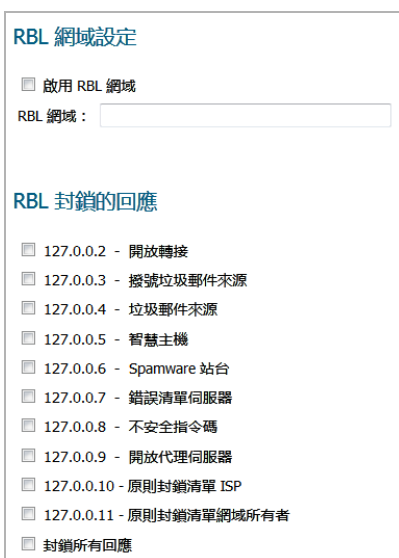 RBL 網域設定
啟用 RBL 網域
RBL 網域：
RBL 封鎖的回應
127.0.0.2 - 開放轉接
127.0.0.3 - 撥號垃圾郵件來源
127.0.0.4 - 垃圾郵件來源
127.0.0.5 - 智慧主機
127.0.0.6 - Spamware 站台
127.0.0.7 - 錯誤清單伺服器
127.0.0.8 - 不安全指令碼
127.0.0.9 - 開放代理伺服器
127.0.0.10 - 原則封鎖清單 ISP
127.0.0.11 - 原則封鎖清單網域所有者
封鎖所有回應